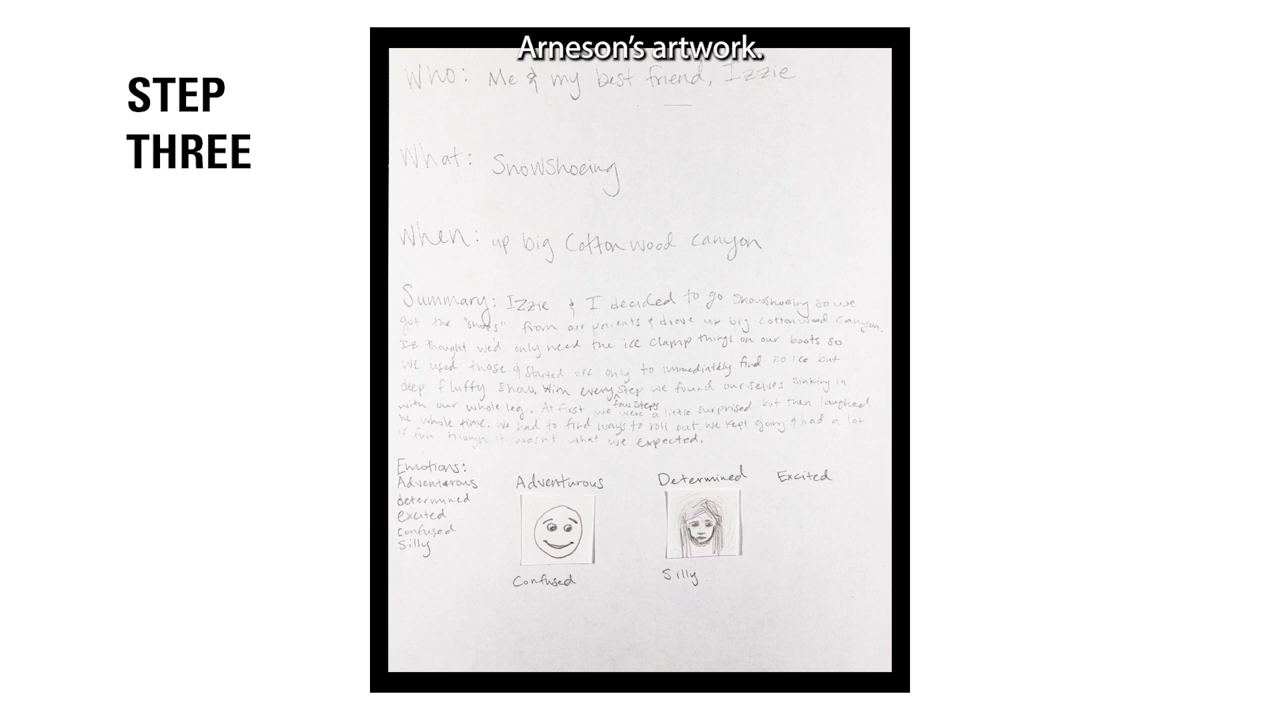 Arneson's artwork.
STEP
THREE
Who: Me & my best friend, Izzie
What: Snowshoeing
When: up big Cottonwood Canyon
Summary: Izzie & I decided to go snowshoeing so we
got the "shoes" from our parents & drove up big cottonwood canyon.
Iz thought we'd only need the ice clamp things on our boots so
we used those & started off only to immediately find no ice but
deep fluffy snow. With every step we found ourselves sinking in
few steps
with our whole leg. At first we were a little surprised but then laughed
he whole time. we had to find ways to roll out. we kept going & had a lot
fun though it wasn't what we expected.
Emotions:
Adventurous
determined
excited
confused
silly
Adventurous
Determined
Excited
Confused
Silly